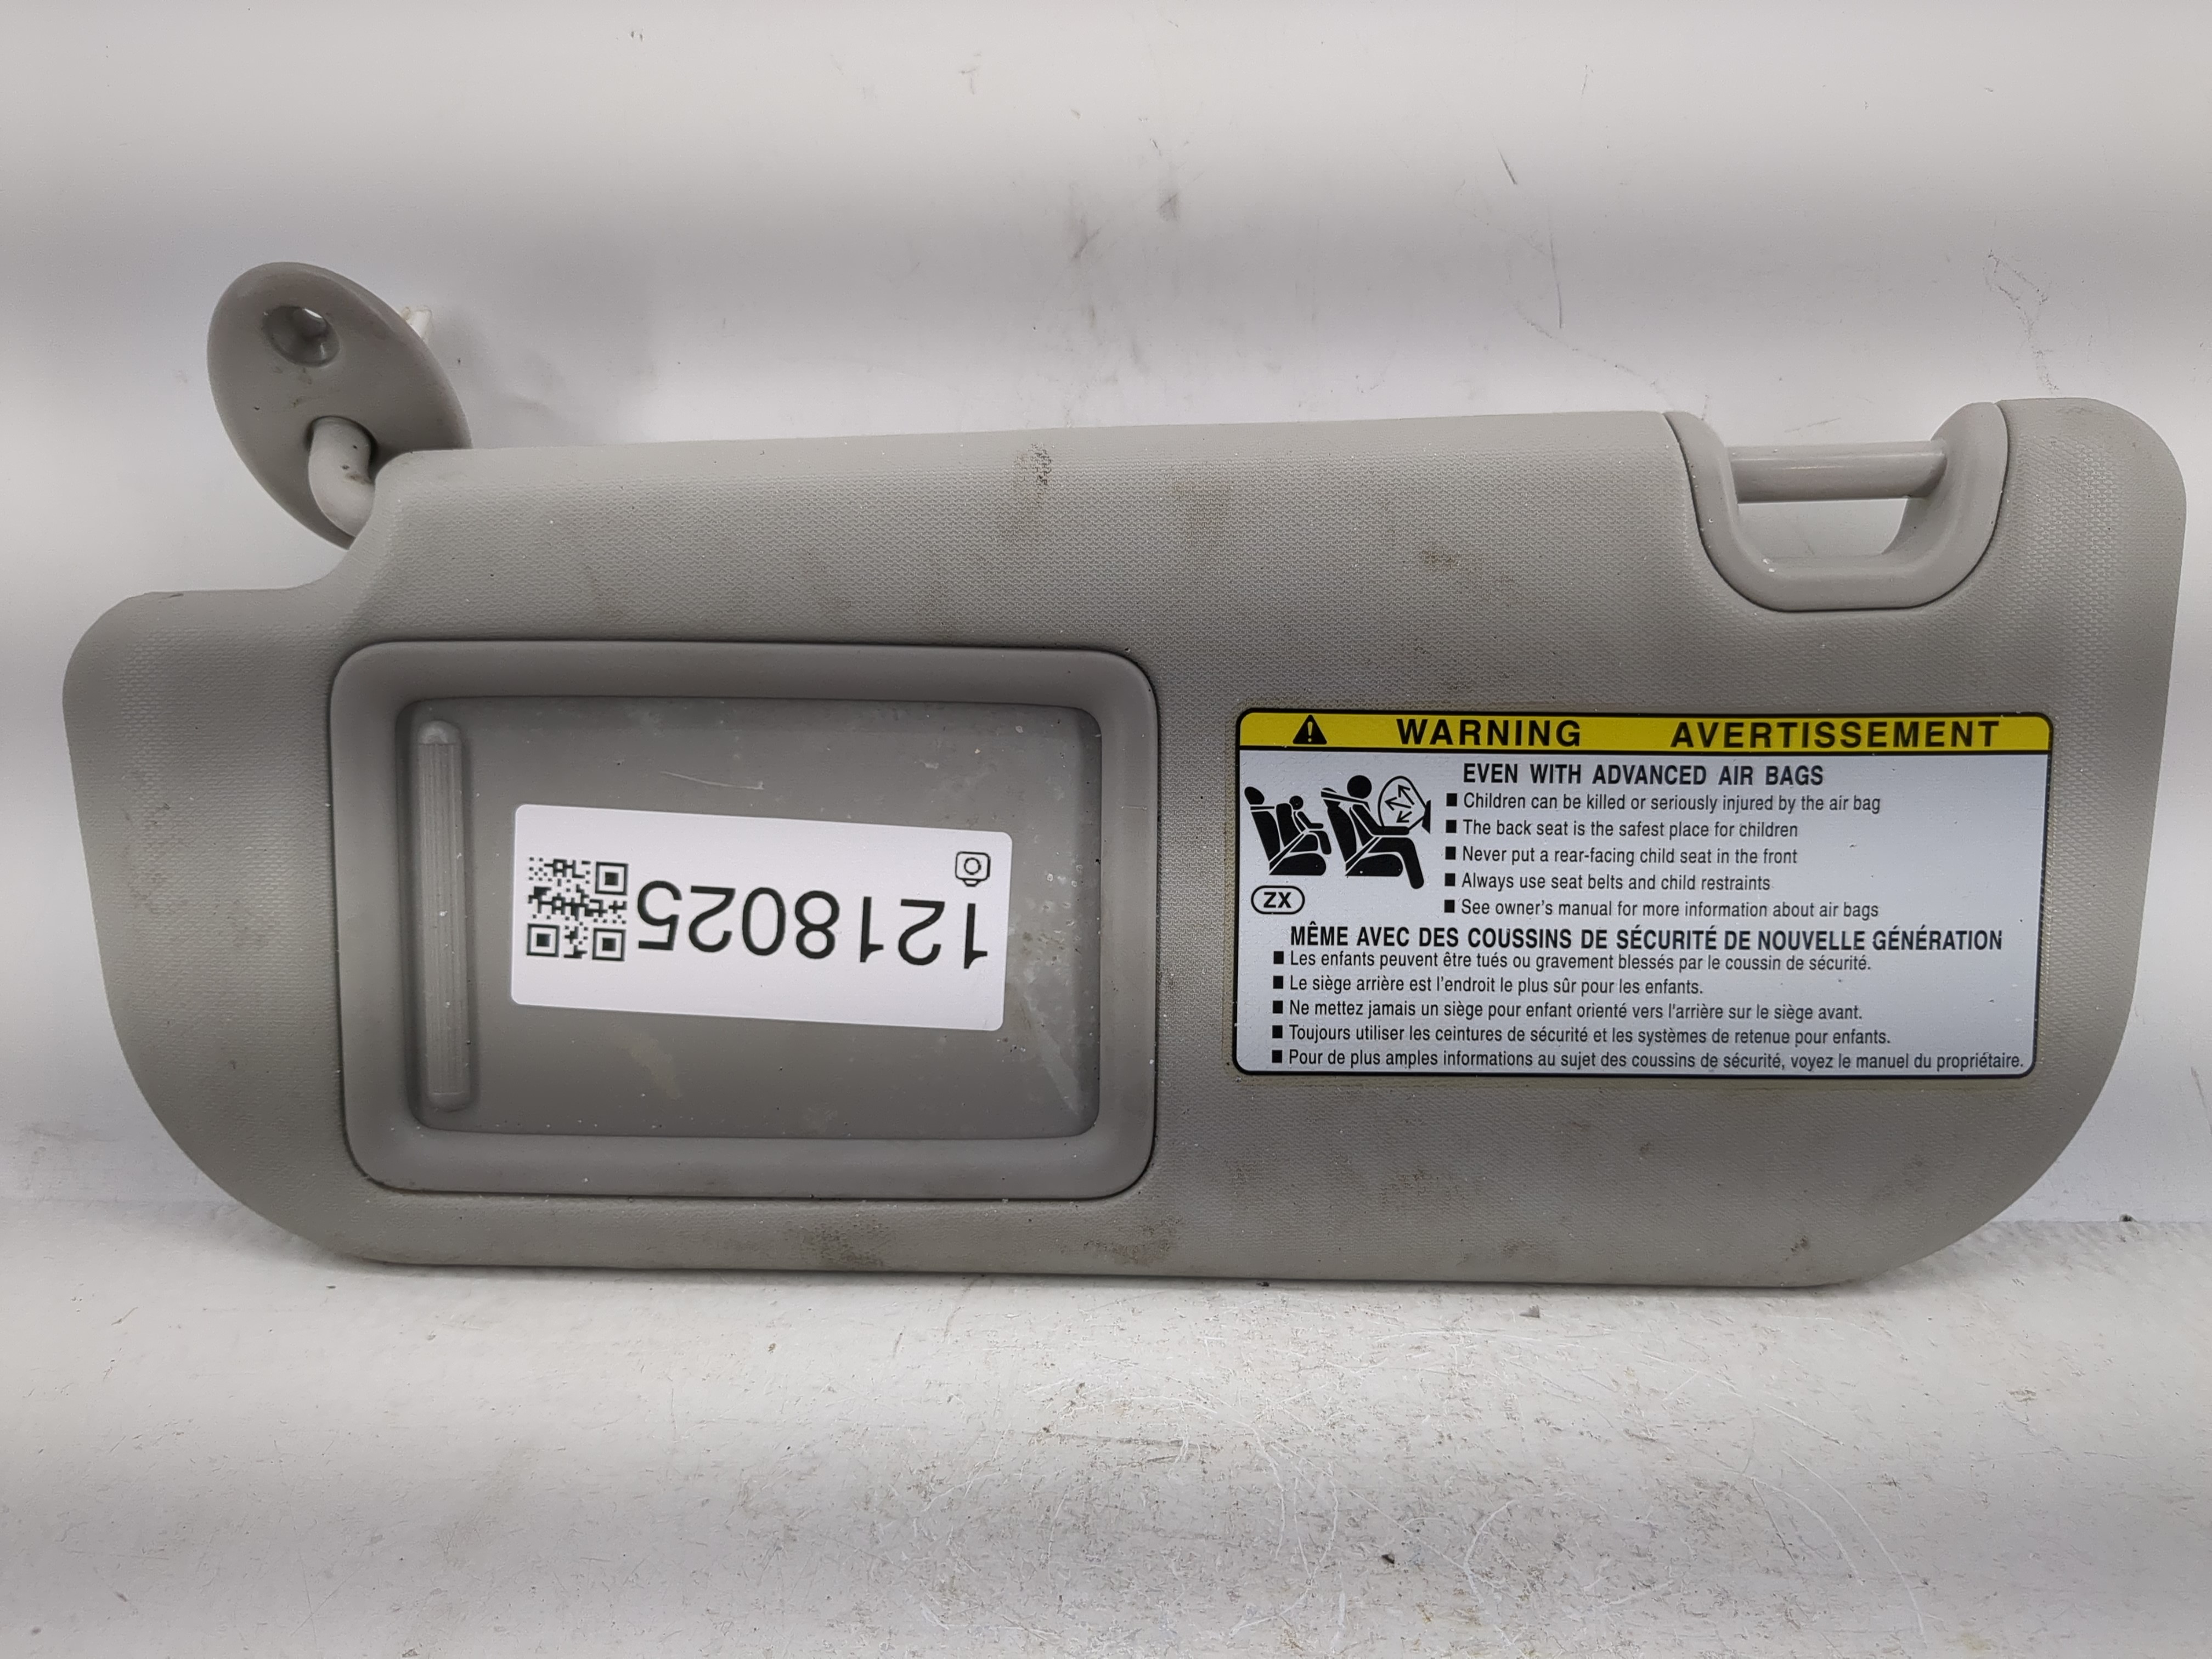 1218025
WARNING AVERTISSEMENT
EVEN WITH ADVANCED AIR BAGS
■ Children can be killed or seriously injured by the air bag
■ The back seat is the safest place for children
■ Never put a rear-facing child seat in the front
■ Always use seat belts and child restraints
■ See owner's manual for more information about air bags
ZX
MÊME AVEC DES COUSSINS DE SÉCURITÉ DE NOUVELLE GÉNÉRATION
■ Les enfants peuvent être tués ou gravement blessés par le coussin de sécurité.
■ Le siège arrière est l'endroit le plus sûr pour les enfants.
■ Ne mettez jamais un siège pour enfant orienté vers l'arrière sur le siège avant.
■ Toujours utiliser les ceintures de sécurité et les systèmes de retenue pour enfants.
■ Pour de plus amples informations au sujet des coussins de sécurité, voyez le manuel du propriétaire.